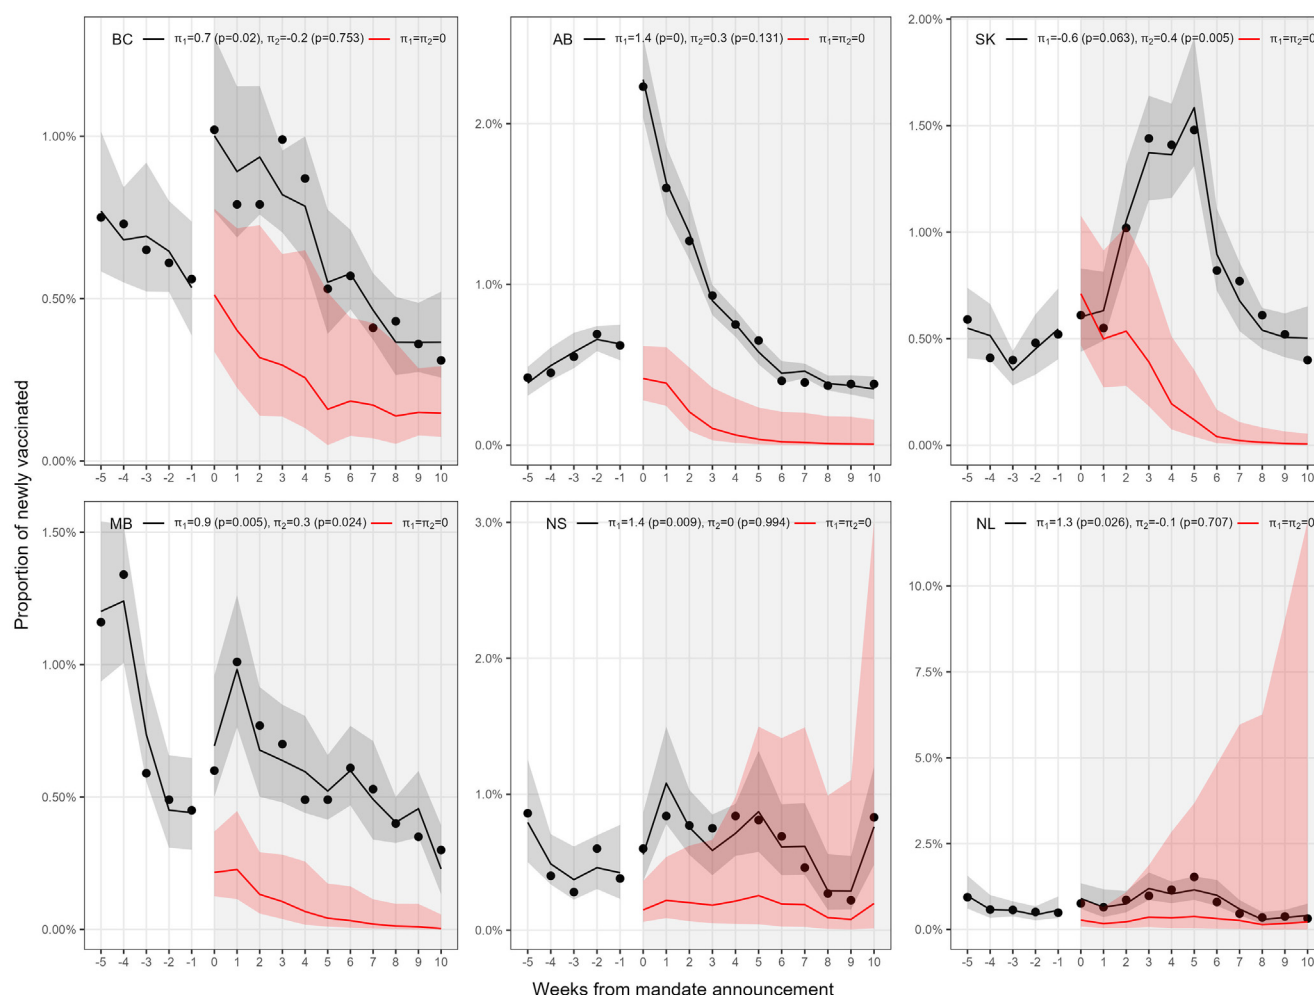 BC π₁=0.7 (p=0.02), π₂=-0.2 (p=0.753) π₁=π₂=0
1.00%
0.50%
0.00%
-5 -4 -3 -2 -1 0 1 2 3 4 5 6 7 8 9 10
AB π₁=1.4 (p=0), π₂=0.3 (p=0.131) π₁=π₂=0
2.0%
1.0%
0.0%
-5 -4 -3 -2 -1 0 1 2 3 4 5 6 7 8 9 10
SK π₁=-0.6 (p=0.063), π₂=0.4 (p=0.005) π₁=π₂=0
2.00%
1.50%
1.00%
0.50%
0.00%
-5 -4 -3 -2 -1 0 1 2 3 4 5 6 7 8 9 10
Proportion of newly vaccinated
MB π₁=0.9 (p=0.005), π₂=0.3 (p=0.024) π₁=π₂=0
1.50%
1.00%
0.50%
0.00%
-5 -4 -3 -2 -1 0 1 2 3 4 5 6 7 8 9 10
NS π₁=1.4 (p=0.009), π₂=0 (p=0.994) π₁=π₂=0
3.0%
2.0%
1.0%
0.0%
-5 -4 -3 -2 -1 0 1 2 3 4 5 6 7 8 9 10
NL π₁=1.3 (p=0.026), π₂=-0.1 (p=0.707) π₁=π₂=0
10.0%
7.5%
5.0%
2.5%
0.0%
-5 -4 -3 -2 -1 0 1 2 3 4 5 6 7 8 9 10
Weeks from mandate announcement